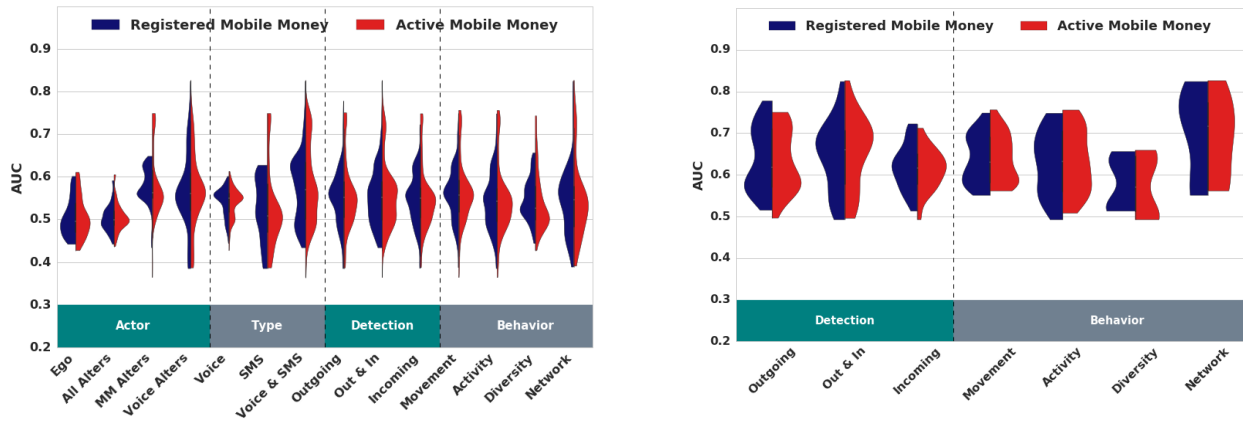 Registered Mobile Money Active Mobile Money
0.9
0.8
0.7
0.6
0.5
0.4
0.3
0.2
AUC
Actor Type Detection Behavior
Ego
All Alters
MM Alters
Voice Alters
Voice
SMS
Voice & SMS
Outgoing
Out & In
Incoming
Movement
Activity
Diversity
Network
Registered Mobile Money Active Mobile Money
0.9
0.8
0.7
0.6
0.5
0.4
0.3
0.2
AUC
Detection Behavior
Outgoing
Out & In
Incoming
Movement
Activity
Diversity
Network